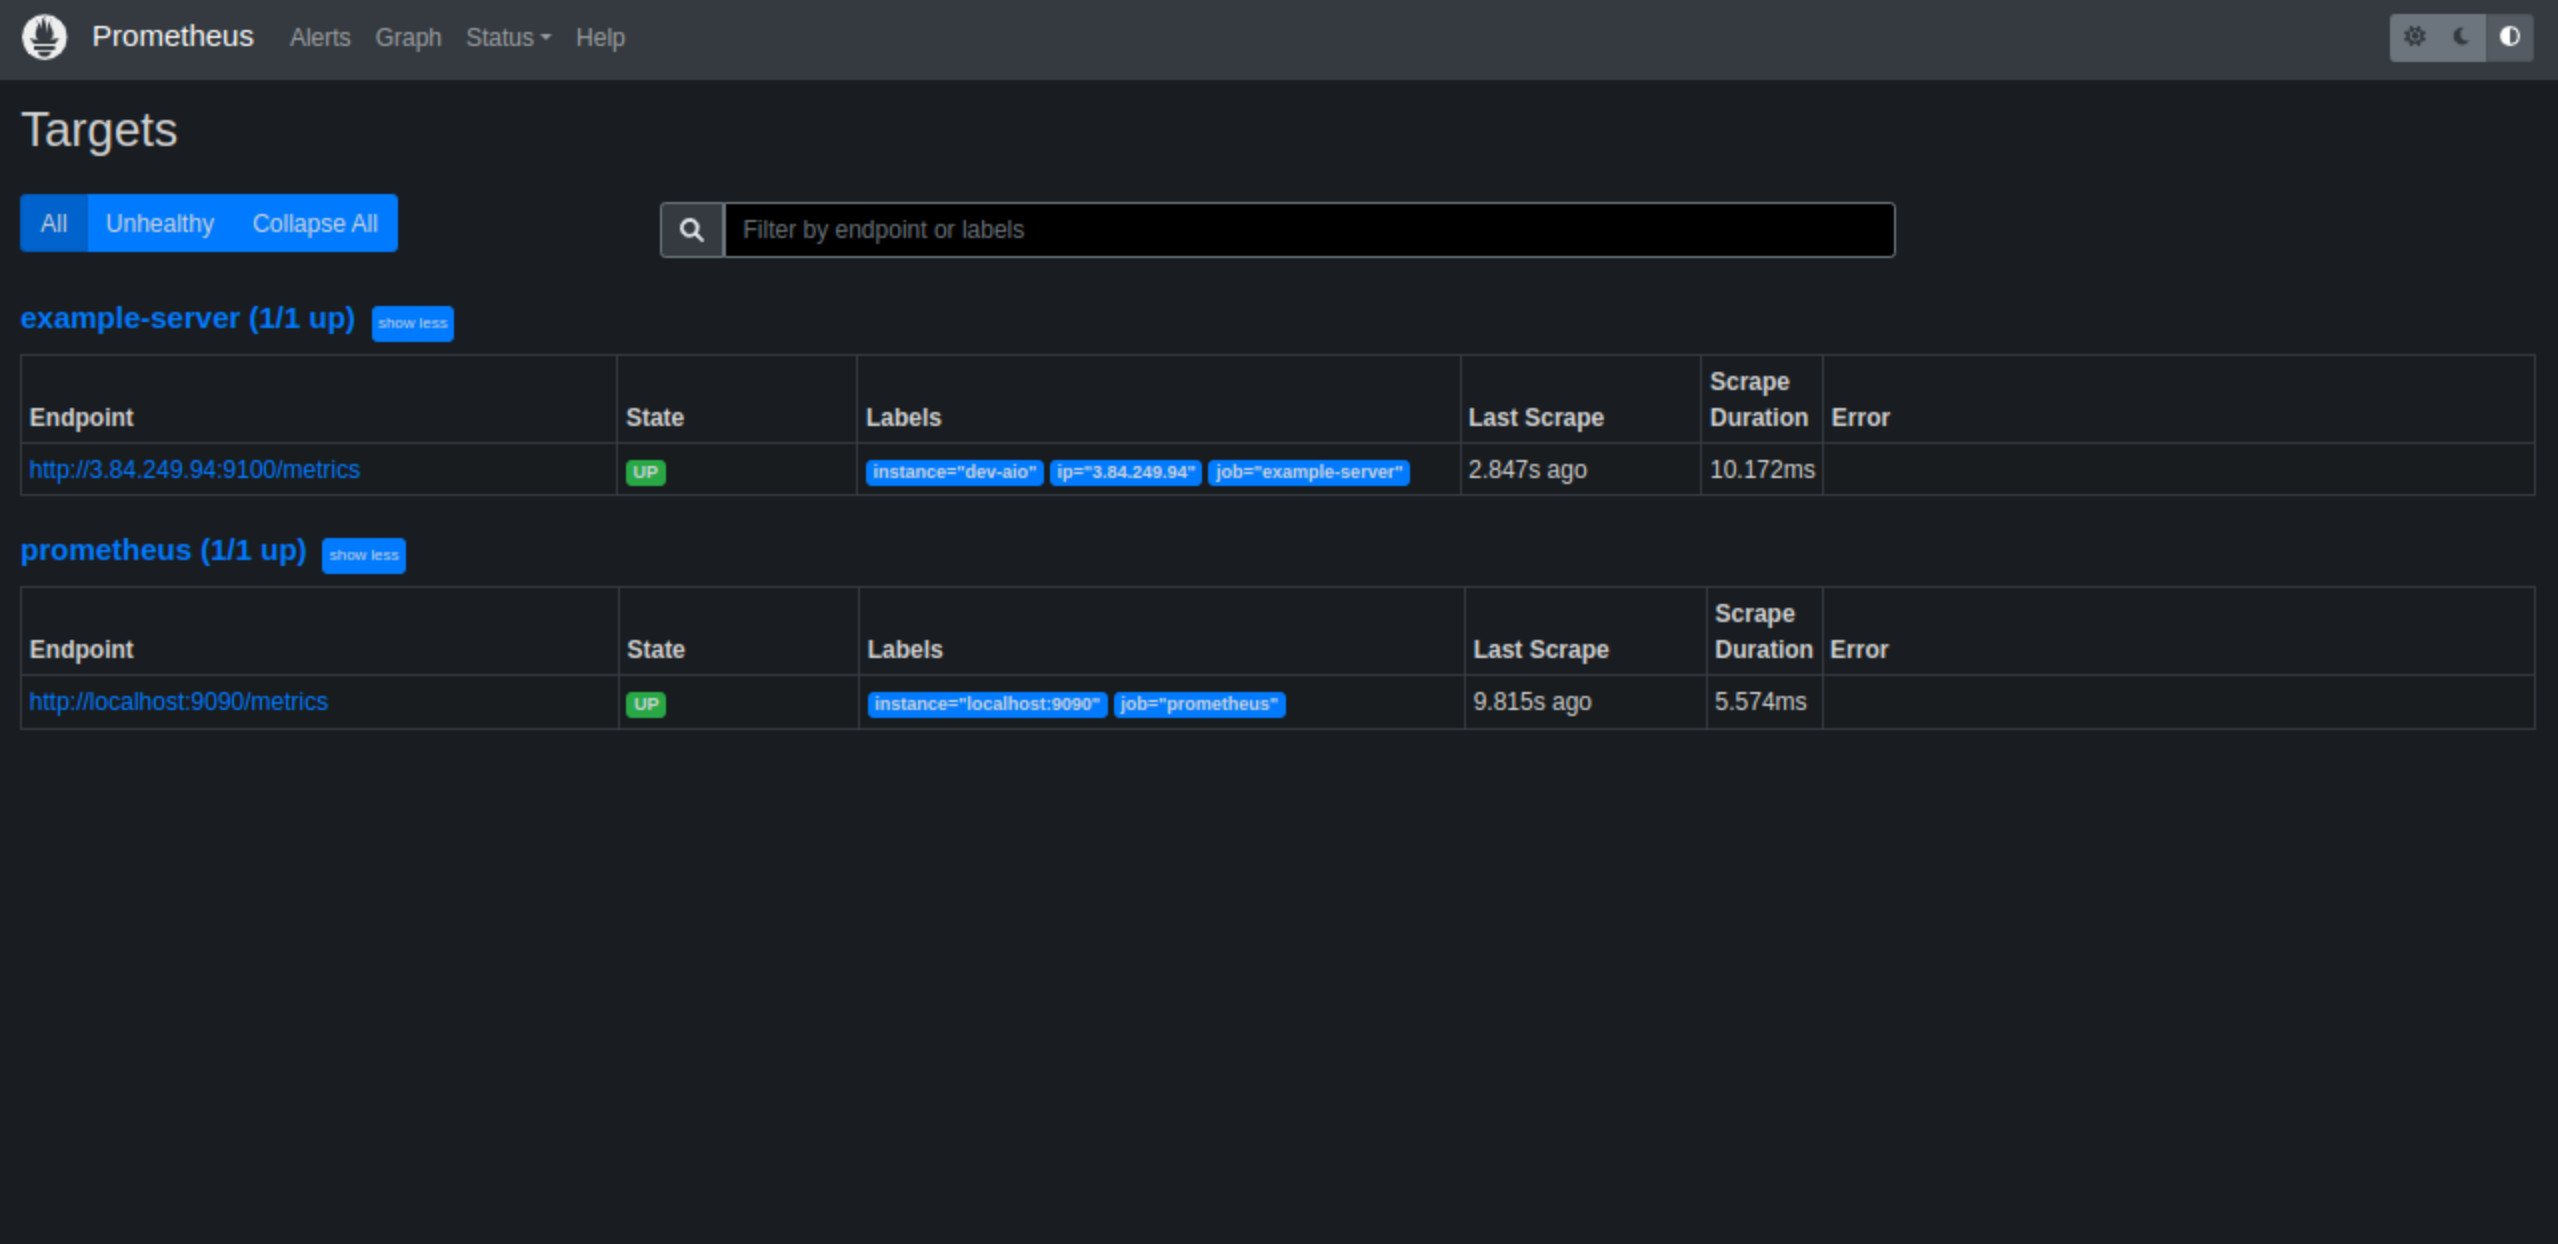 Prometheus Alerts Graph Status Help
Targets
All Unhealthy Collapse All
Filter by endpoint or labels
example-server (1/1 up) show less
Endpoint State Labels Last Scrape Scrape Duration Error
http://3.84.249.94:9100/metrics UP instance="dev-aio" ip="3.84.249.94" job="example-server" 2.847s ago 10.172ms
prometheus (1/1 up) show less
Endpoint State Labels Last Scrape Scrape Duration Error
http://localhost:9090/metrics UP instance="localhost:9090" job="prometheus" 9.815s ago 5.574ms